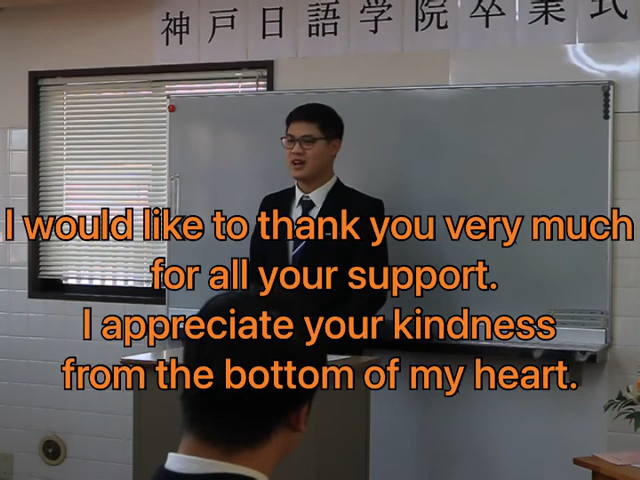 神戸日語学院卒業式
I would like to thank you very much
for all your support.
I appreciate your kindness
from the bottom of my heart.